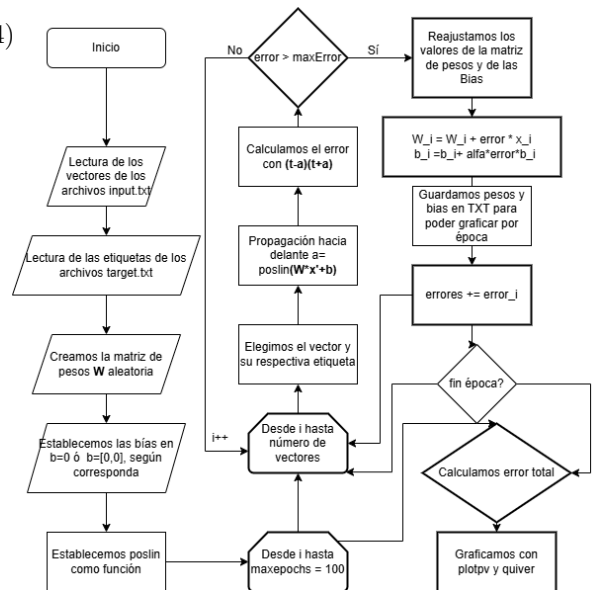 4)
Inicio
Lectura de los
vectores de los
archivos input.txt
Lectura de las etiquetas de los
archivos target.txt
Creamos la matriz de
pesos W aleatoria
Establecemos las bías en
b=0 ó b=[0,0], según
corresponda
Establecemos poslin
como función
No
error > maxError
Sí
Calculamos el error
con (t-a)(t+a)
Propagación hacia
delante a=
poslin(W*x'+b)
Elegimos el vector y
su respectiva etiqueta
i++
Desde i hasta
número de
vectores
Desde i hasta
maxepochs = 100
Reajustamos los
valores de la matriz
de pesos y de las
Bias
W_i = W_i + error * x_i
b_i =b_i+ alfa*error*b_i
Guardamos pesos y
bias en TXT para
poder graficar por
época
errores += error_i
fin época?
Calculamos error total
Graficamos con
plotpv y quiver